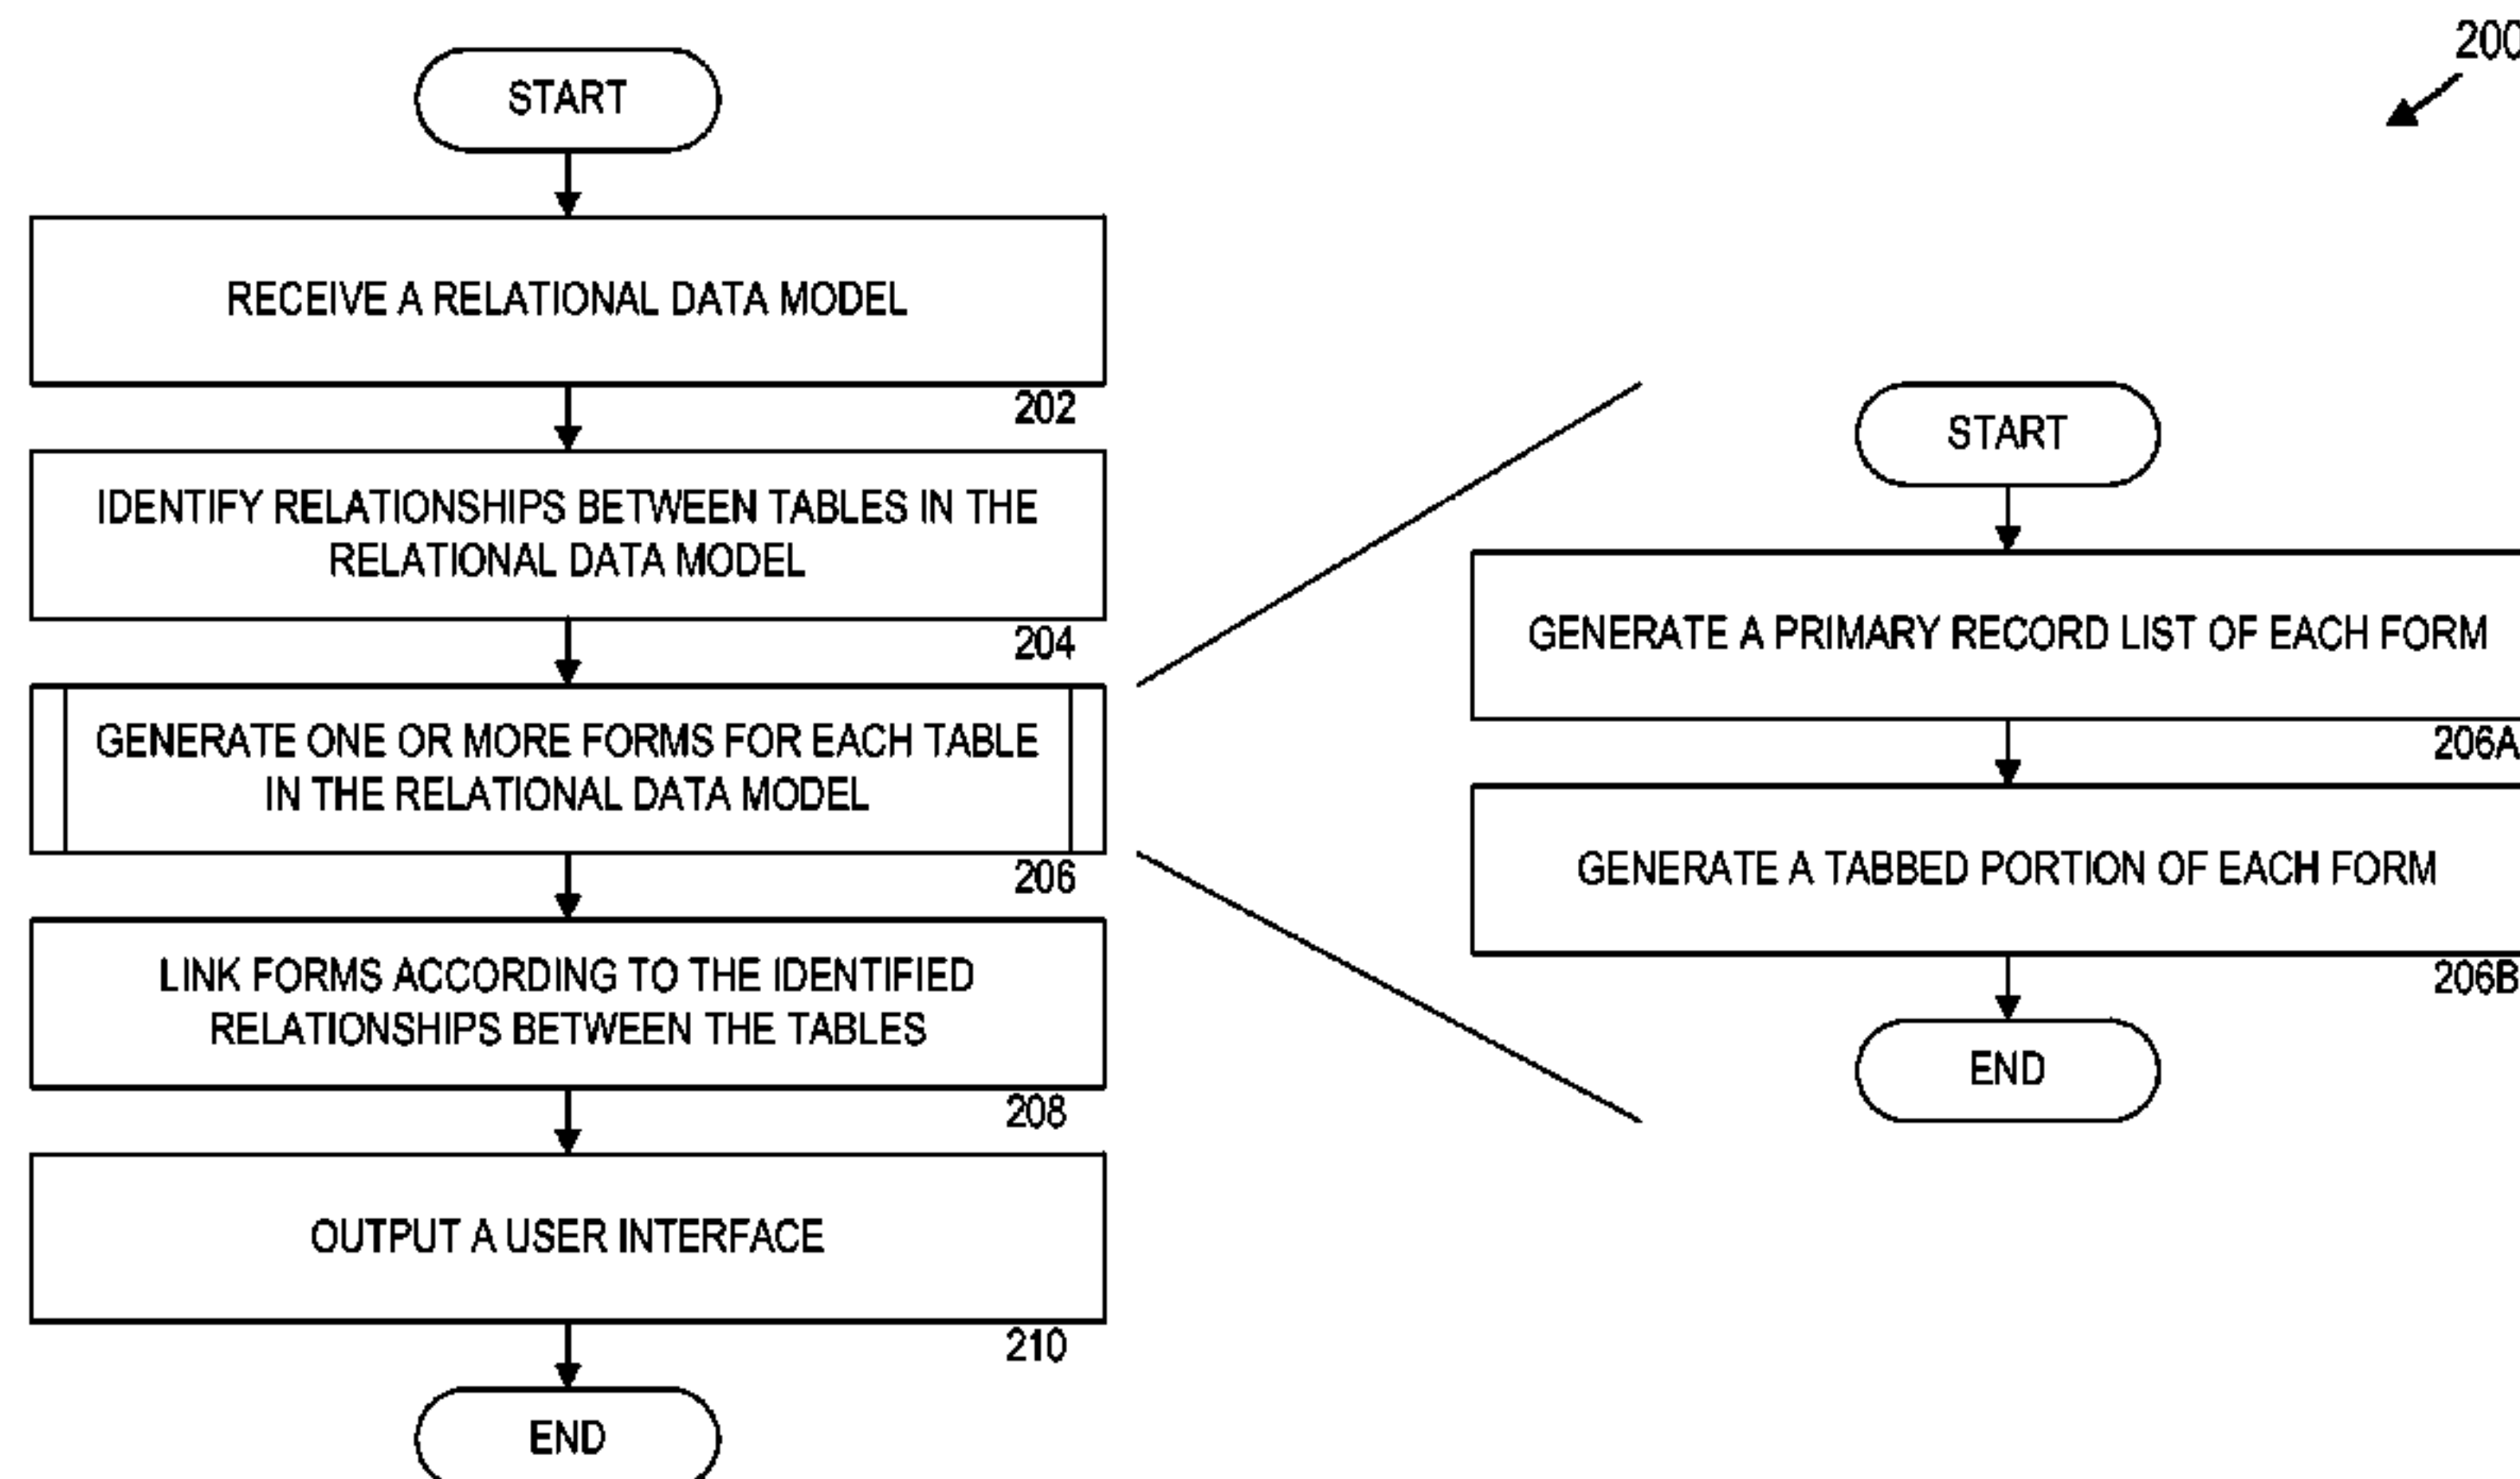 200
START
RECEIVE A RELATIONAL DATA MODEL
202
IDENTIFY RELATIONSHIPS BETWEEN TABLES IN THE
RELATIONAL DATA MODEL
204
GENERATE ONE OR MORE FORMS FOR EACH TABLE
IN THE RELATIONAL DATA MODEL
206
LINK FORMS ACCORDING TO THE IDENTIFIED
RELATIONSHIPS BETWEEN THE TABLES
208
OUTPUT A USER INTERFACE
210
END
START
GENERATE A PRIMARY RECORD LIST OF EACH FORM
206A
GENERATE A TABBED PORTION OF EACH FORM
206B
END